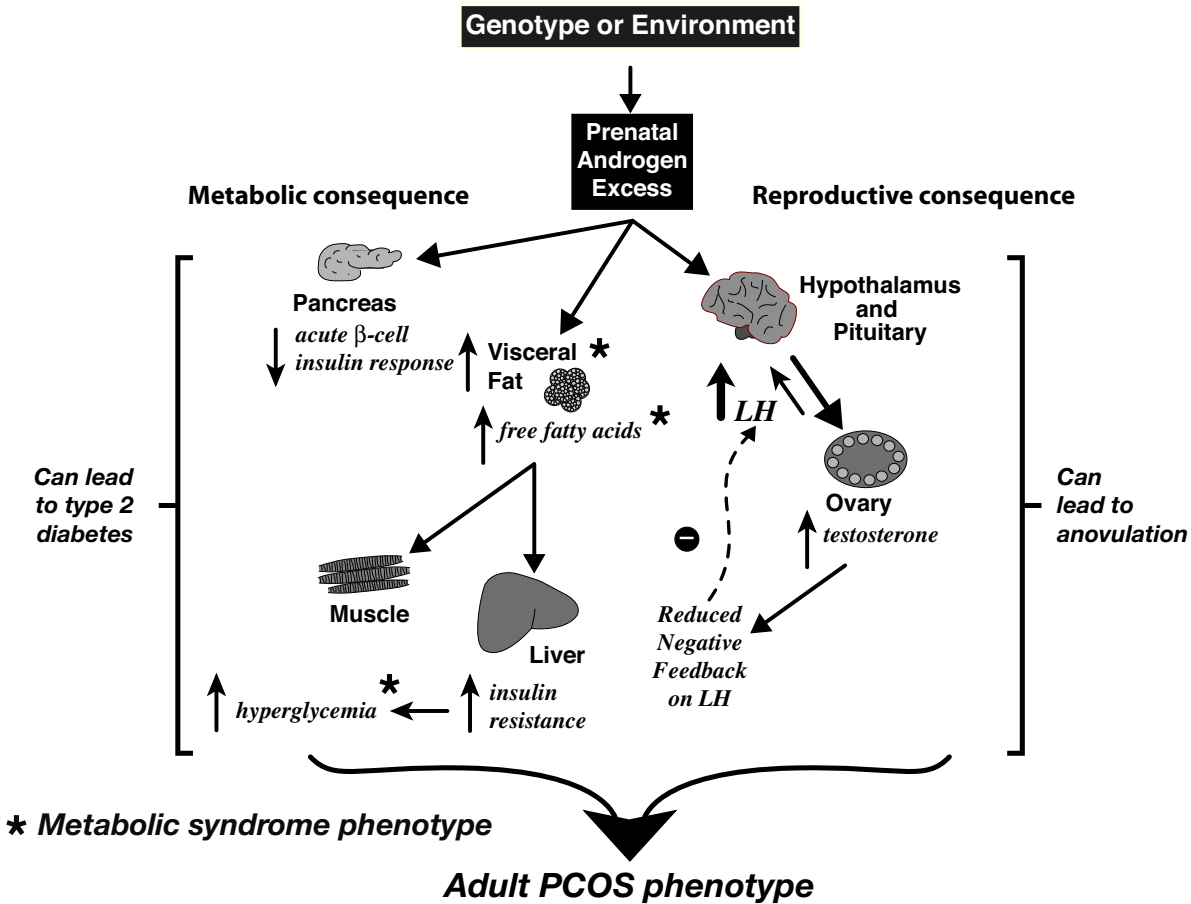 Genotype or Environment
Prenatal
Androgen
Excess
Metabolic consequence
Reproductive consequence
Pancreas
acute β-cell
insulin response
Visceral *
Fat
free fatty acids *
Hypothalamus
and
Pituitary
LH
Ovary
testosterone
−
Reduced
Negative
Feedback
on LH
Can lead
to type 2
diabetes
Can
lead to
anovulation
Muscle
Liver
insulin
resistance
hyperglycemia *
* Metabolic syndrome phenotype
Adult PCOS phenotype